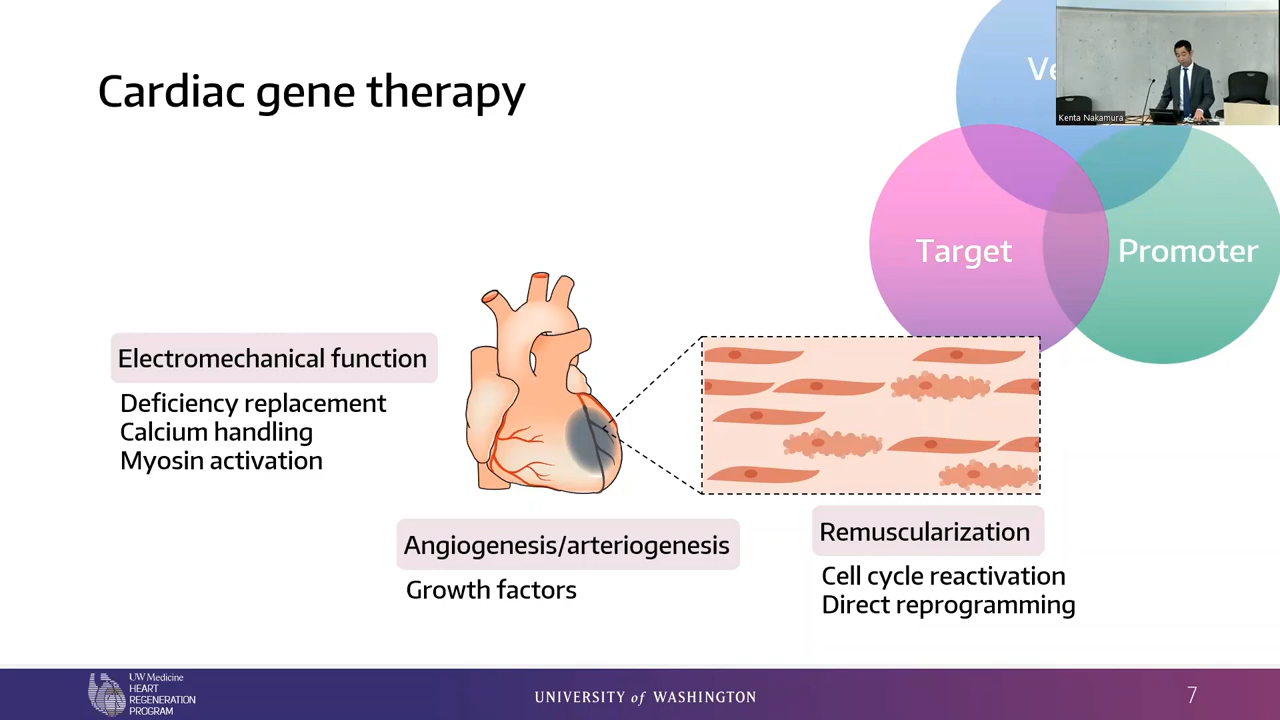 Cardiac gene therapy
Kenta Nakamura
Target
Promoter
Electromechanical function
Deficiency replacement
Calcium handling
Myosin activation
Angiogenesis/arteriogenesis
Growth factors
Remuscularization
Cell cycle reactivation
Direct reprogramming
UW Medicine
HEART
REGENERATION
PROGRAM
UNIVERSITY of WASHINGTON
7